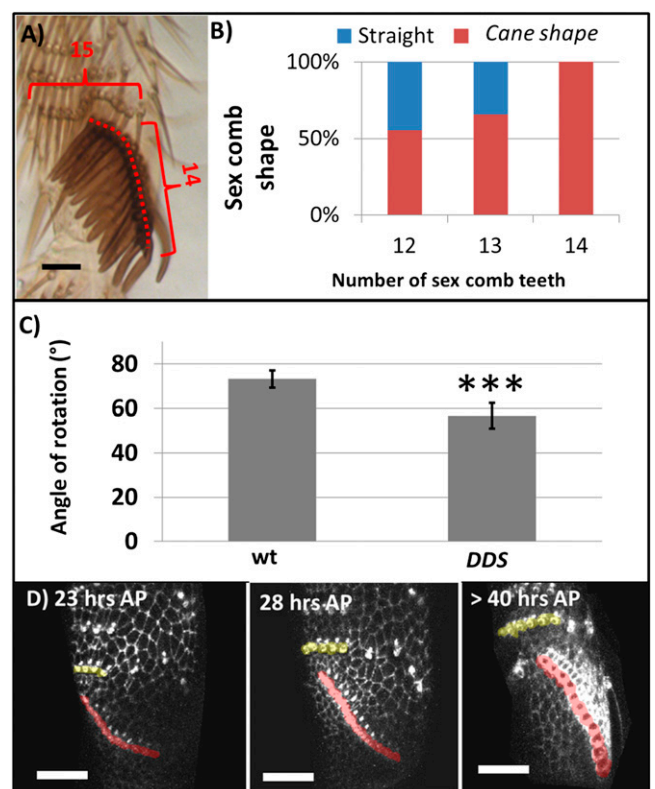 A)
15
14
B)
Straight
Cane shape
100%
50%
0%
Sex comb
shape
12 13 14
Number of sex comb teeth
C)
Angle of rotation (°)
80
60
40
20
0
***
wt DDS
D) 23 hrs AP
28 hrs AP
> 40 hrs AP